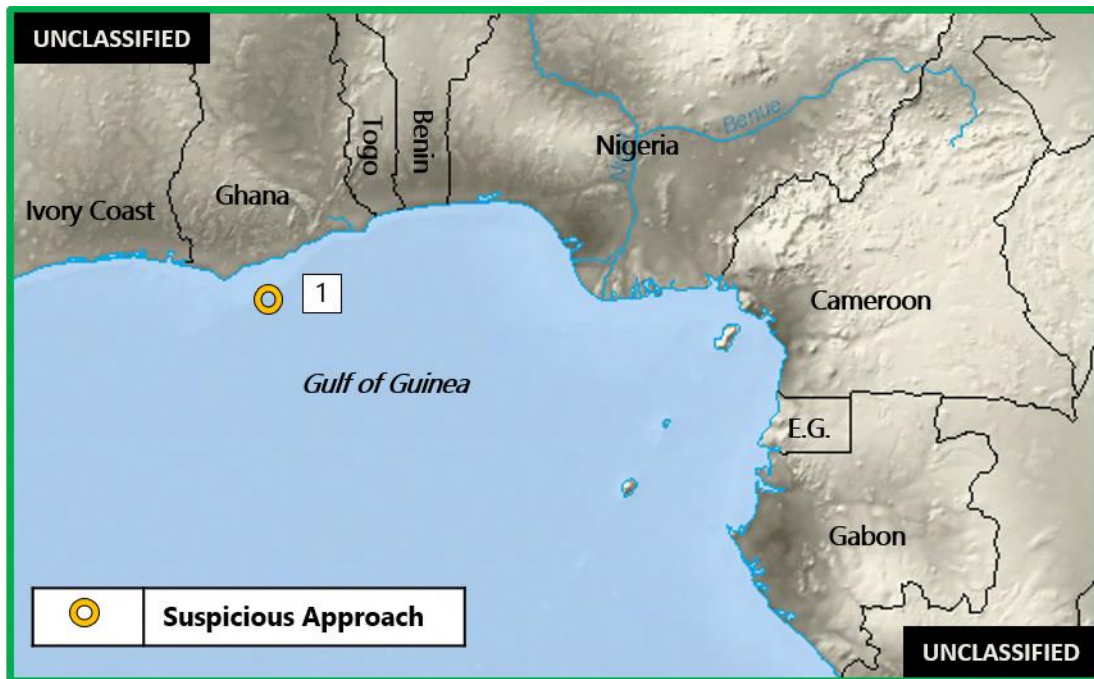 UNCLASSIFIED
Togo
Benin
Nigeria
Benue
Ivory Coast
Ghana
1
Cameroon
Gulf of Guinea
E.G.
Gabon
Suspicious Approach
UNCLASSIFIED